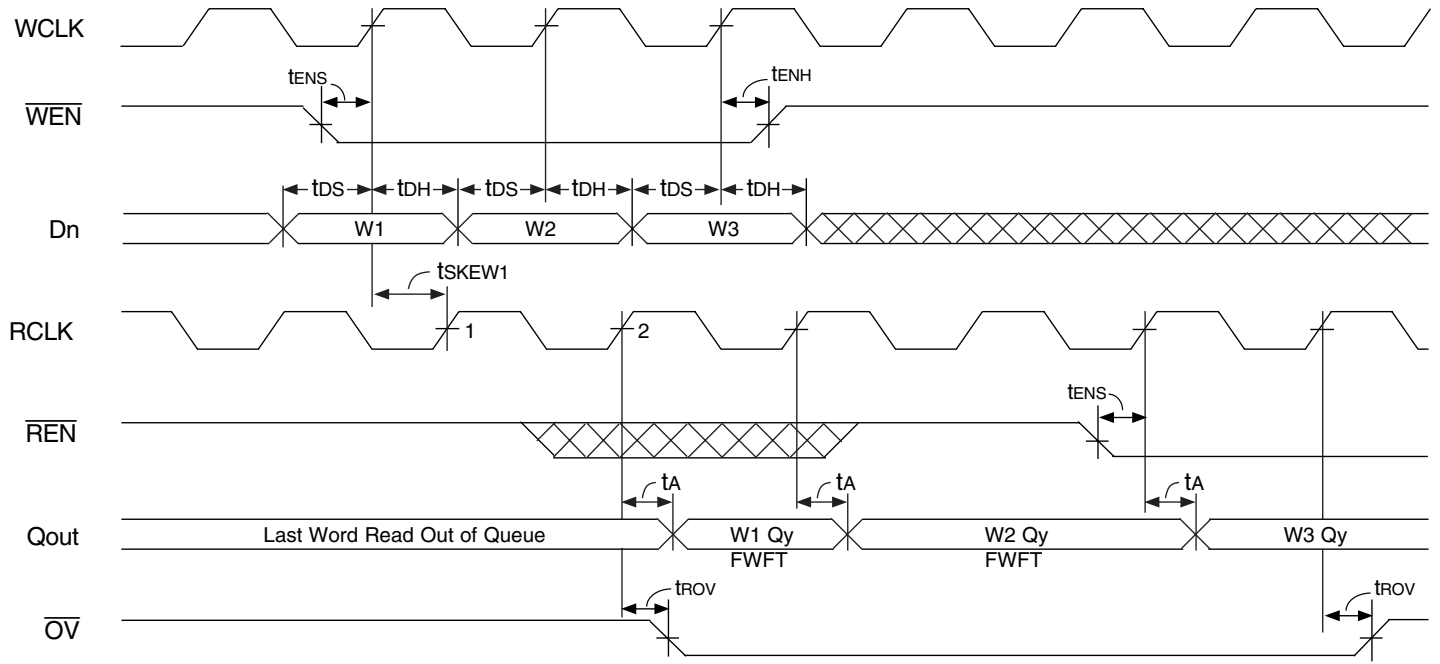 WCLK
tENS
tENH
WEN
tDS tDH tDS tDH tDS tDH
Dn W1 W2 W3
tSKEW1
RCLK 1 2
tENS
REN
tA tA tA
Qout Last Word Read Out of Queue W1 Qy W2 Qy W3 Qy
FWFT FWFT
tROV tROV
OV